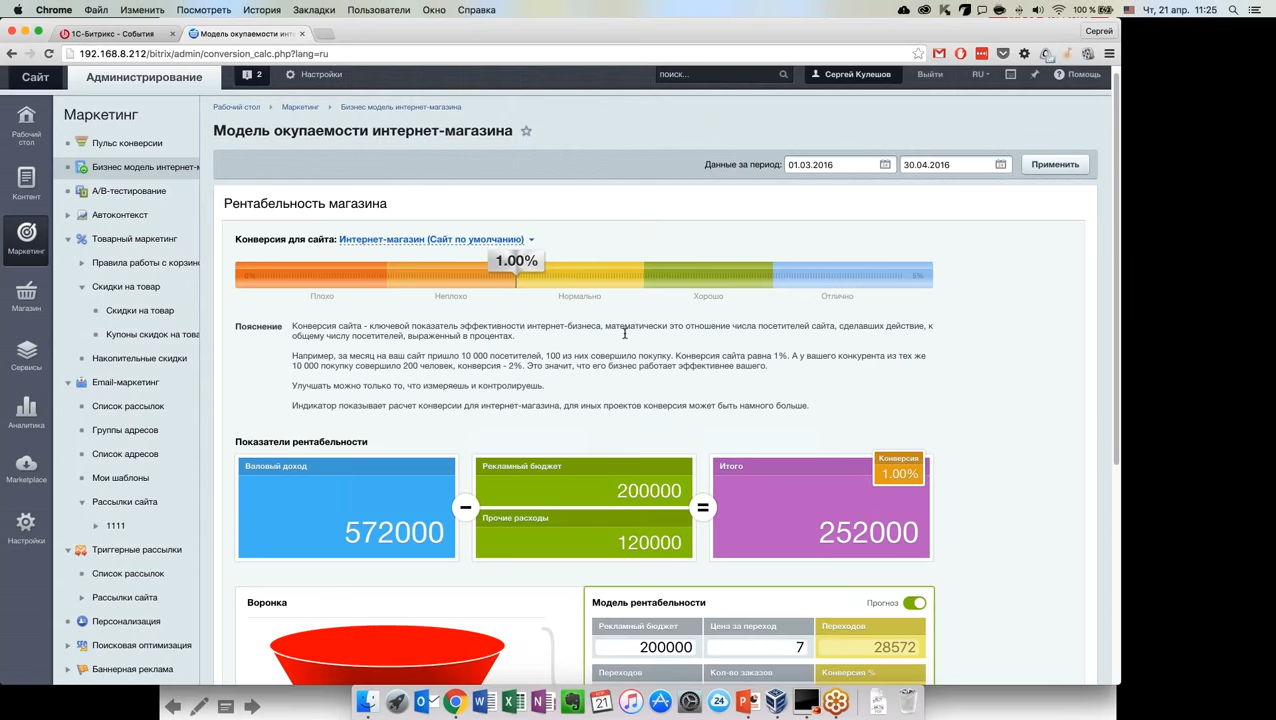 Chrome Файл Изменить Посмотреть История Закладки Пользователи Окно Справка 100 % Чт, 21 апр. 11:25
1С-Битрикс - События × Модель окупаемости инте × Сергей
192.168.8.212/bitrix/admin/conversion_calc.php?lang=ru
Сайт Администрирование 2 Настройки поиск... Сергей Кулешов Выйти RU Помощь
Рабочий стол
Контент
Маркетинг
Магазин
Сервисы
Аналитика
Marketplace
Настройки
Маркетинг
Пульс конверсии
Бизнес модель интернет-м
A/B-тестирование
Автоконтекст
Товарный маркетинг
Правила работы с корзино
Скидки на товар
Скидки на товар
Купоны скидок на това
Накопительные скидки
Email-маркетинг
Список рассылок
Группы адресов
Список адресов
Мои шаблоны
Рассылки сайта
1111
Триггерные рассылки
Список рассылок
Рассылки сайта
Персонализация
Поисковая оптимизация
Баннерная реклама
Рабочий стол Маркетинг Бизнес модель интернет-магазина
Модель окупаемости интернет-магазина
Данные за период: 01.03.2016 30.04.2016 Применить
Рентабельность магазина
Конверсия для сайта: Интернет-магазин (Сайт по умолчанию)
1.00%
0% 5%
Плохо Неплохо Нормально Хорошо Отлично
Пояснение Конверсия сайта - ключевой показатель эффективности интернет-бизнеса, математически это отношение числа посетителей сайта, сделавших действие, к
общему числу посетителей, выраженный в процентах.
Например, за месяц на ваш сайт пришло 10 000 посетителей, 100 из них совершило покупку. Конверсия сайта равна 1%. А у вашего конкурента из тех же
10 000 покупку совершило 200 человек, конверсия - 2%. Это значит, что его бизнес работает эффективнее вашего.
Улучшать можно только то, что измеряешь и контролируешь.
Индикатор показывает расчет конверсии для интернет-магазина, для иных проектов конверсия может быть намного больше.
Показатели рентабельности
Валовый доход
572000
Рекламный бюджет
200000
Прочие расходы
120000
Итого
252000
Конверсия
1.00%
Воронка
Модель рентабельности Прогноз
Рекламный бюджет Цена за переход Переходов
200000 7 28572
Переходов Кол-во заказов Конверсия %
21 24